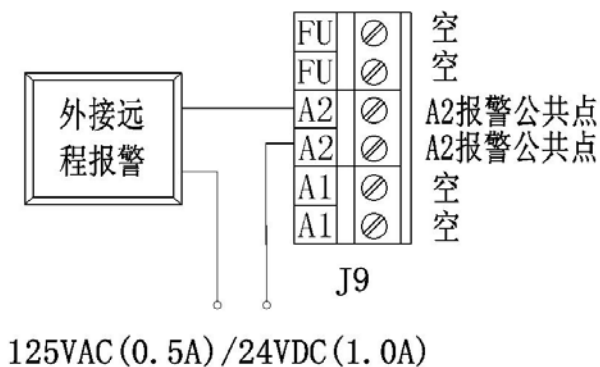 FU 空
FU 空
外接远
程报警
A2 A2报警公共点
A2 A2报警公共点
A1 空
A1 空
J9
125VAC(0.5A)/24VDC(1.0A)